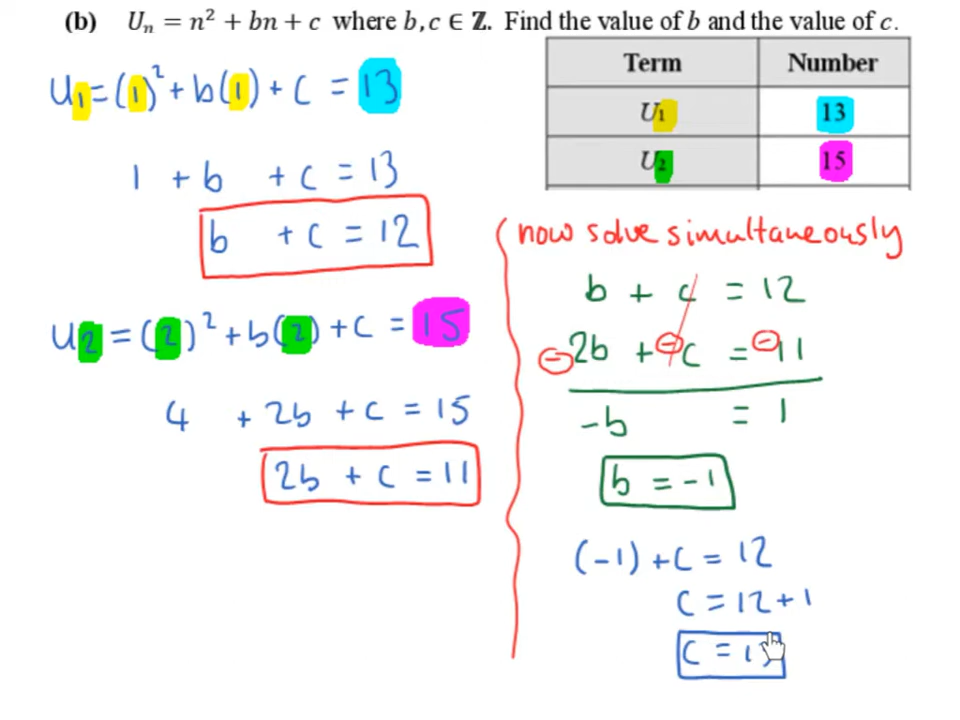 (b) Uₙ = n² + bn + c where b, c ∈ ℤ. Find the value of b and the value of c.
Term Number
U₁ 13
U₂ 15
U₁ = (1)² + b(1) + c = 13
1 + b + c = 13
b + c = 12
U₂ = (2)² + b(2) + c = 15
4 + 2b + c = 15
2b + c = 11
now solve simultaneously
b + c = 12
⊖2b +⊖c = ⊖11
-b = 1
b = -1
(-1) + c = 12
c = 12 + 1